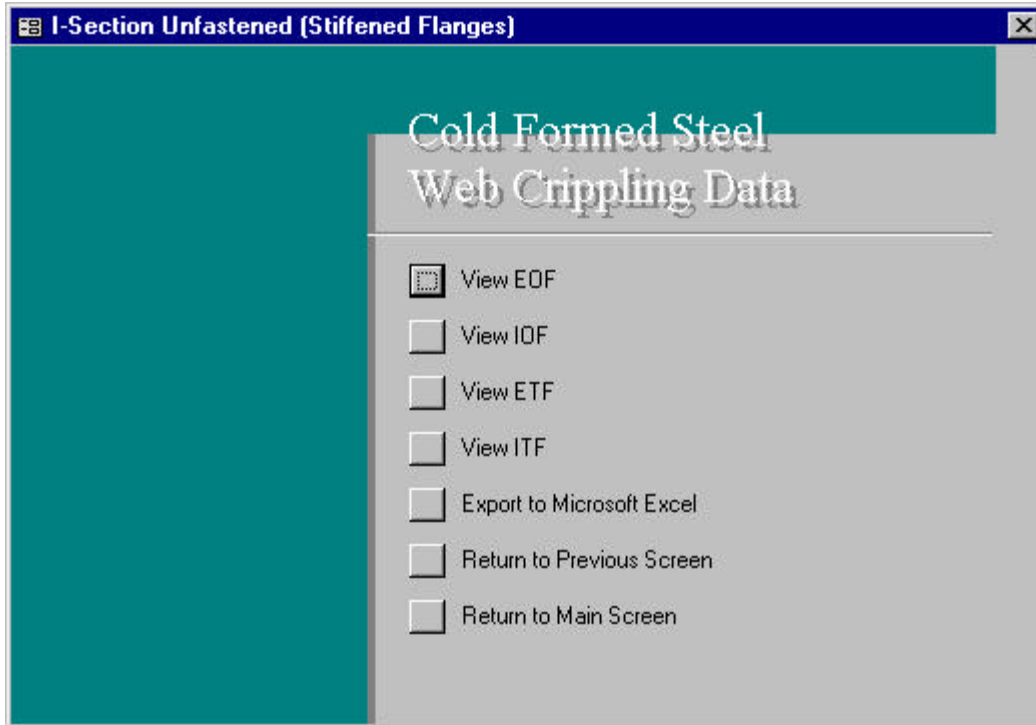 I-Section Unfastened (Stiffened Flanges)
Cold Formed Steel
Web Crippling Data
View EOF
View IOF
View ETF
View ITF
Export to Microsoft Excel
Return to Previous Screen
Return to Main Screen